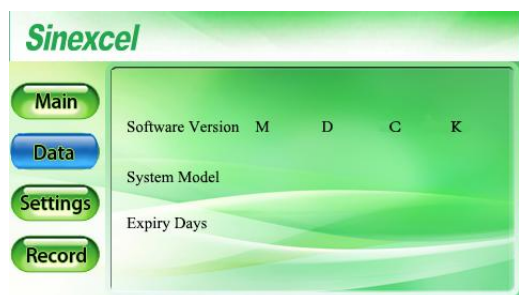 Sinexcel
Main
Data
Settings
Record
Software Version M D C K
System Model
Expiry Days